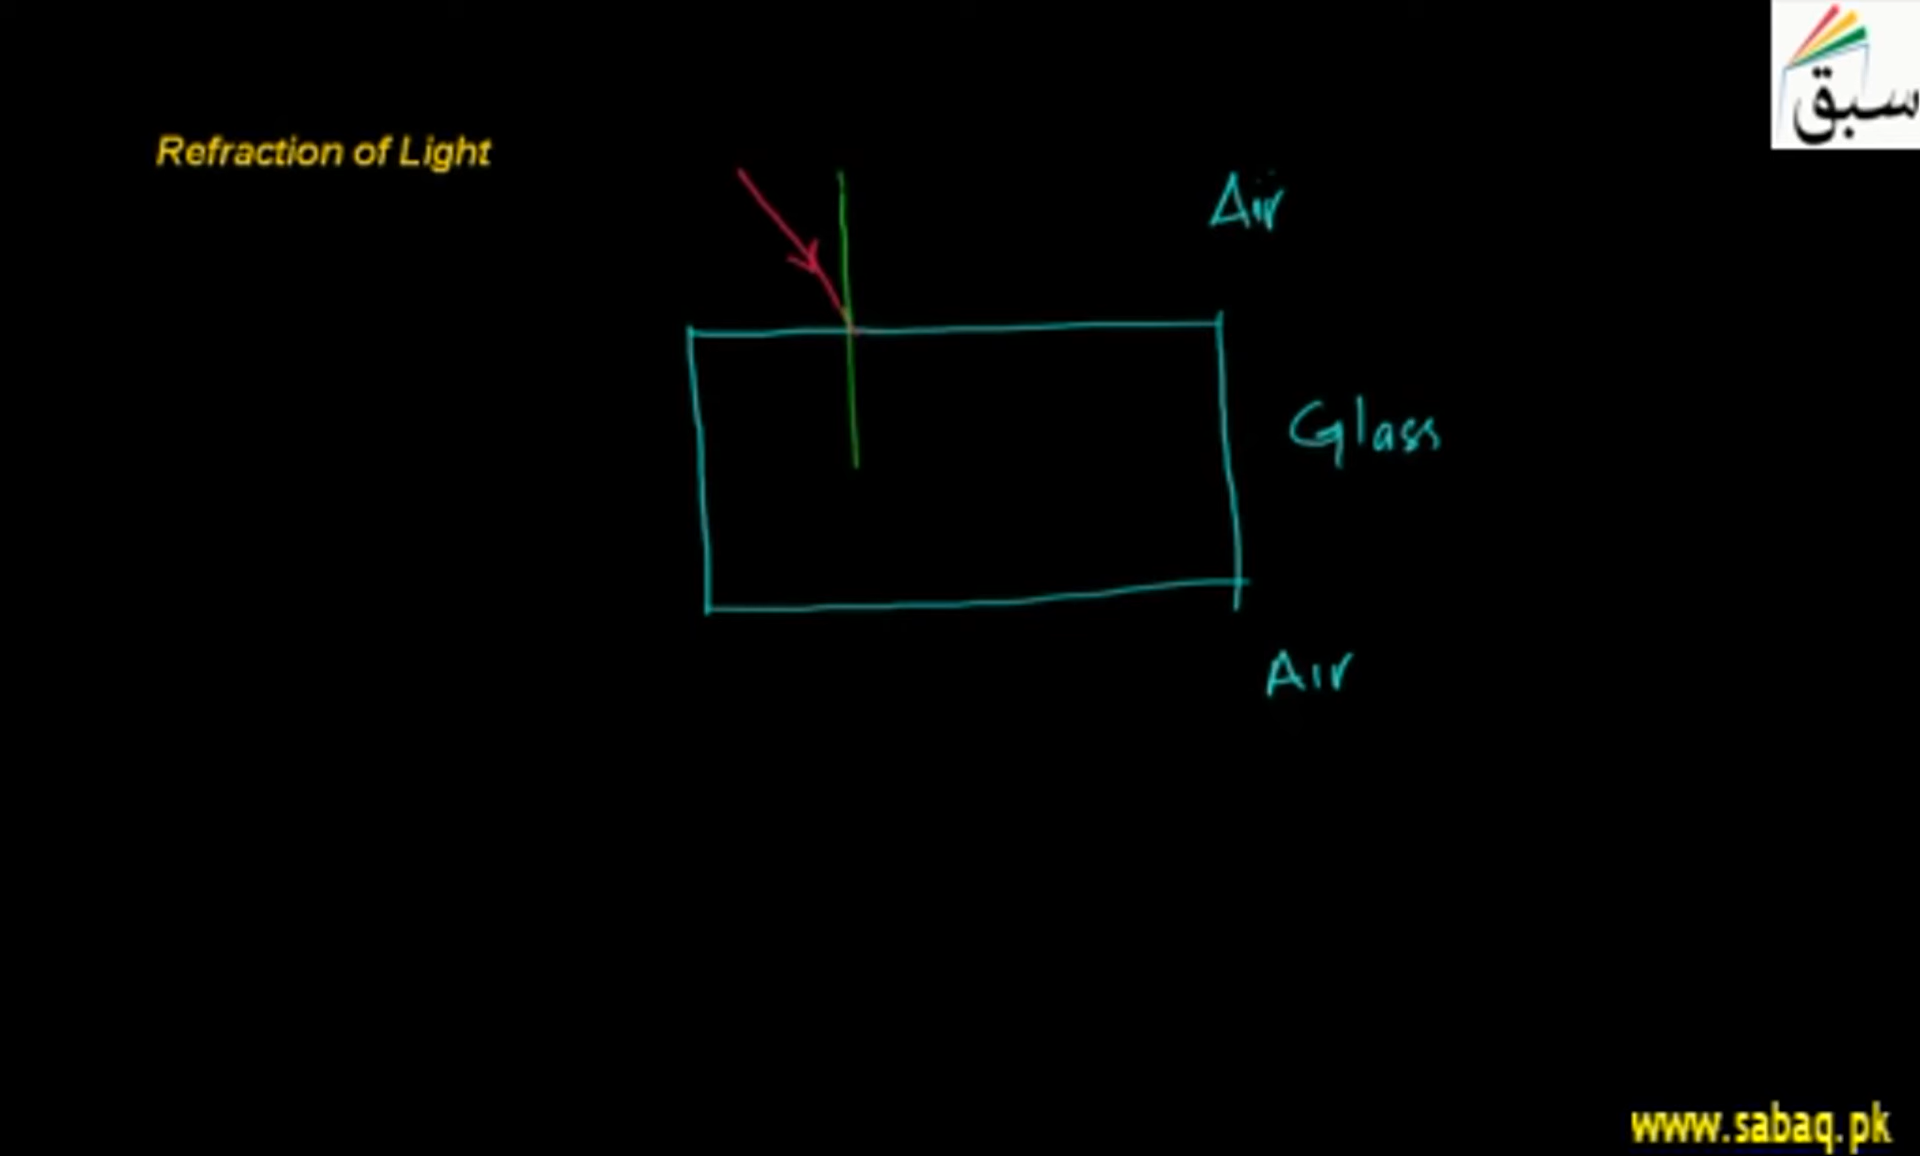 سبق
Refraction of Light
Air
Glass
Air
www.sabaq.pk